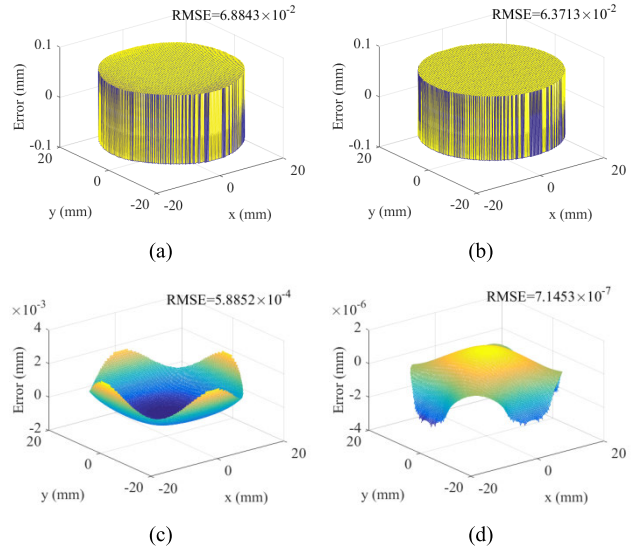 RMSE=6.8843×10-2
0.1
0
-0.1
Error (mm)
20
0
-20
y (mm)
-20
0
20
x (mm)
(a)
RMSE=6.3713×10-2
0.1
0
-0.1
Error (mm)
20
0
-20
y (mm)
-20
0
20
x (mm)
(b)
RMSE=5.8852×10-4
×10-3
4
2
0
-2
Error (mm)
20
0
-20
y (mm)
-20
0
20
x (mm)
(c)
RMSE=7.1453×10-7
×10-6
2
0
-2
-4
Error (mm)
20
0
-20
y (mm)
-20
0
20
x (mm)
(d)